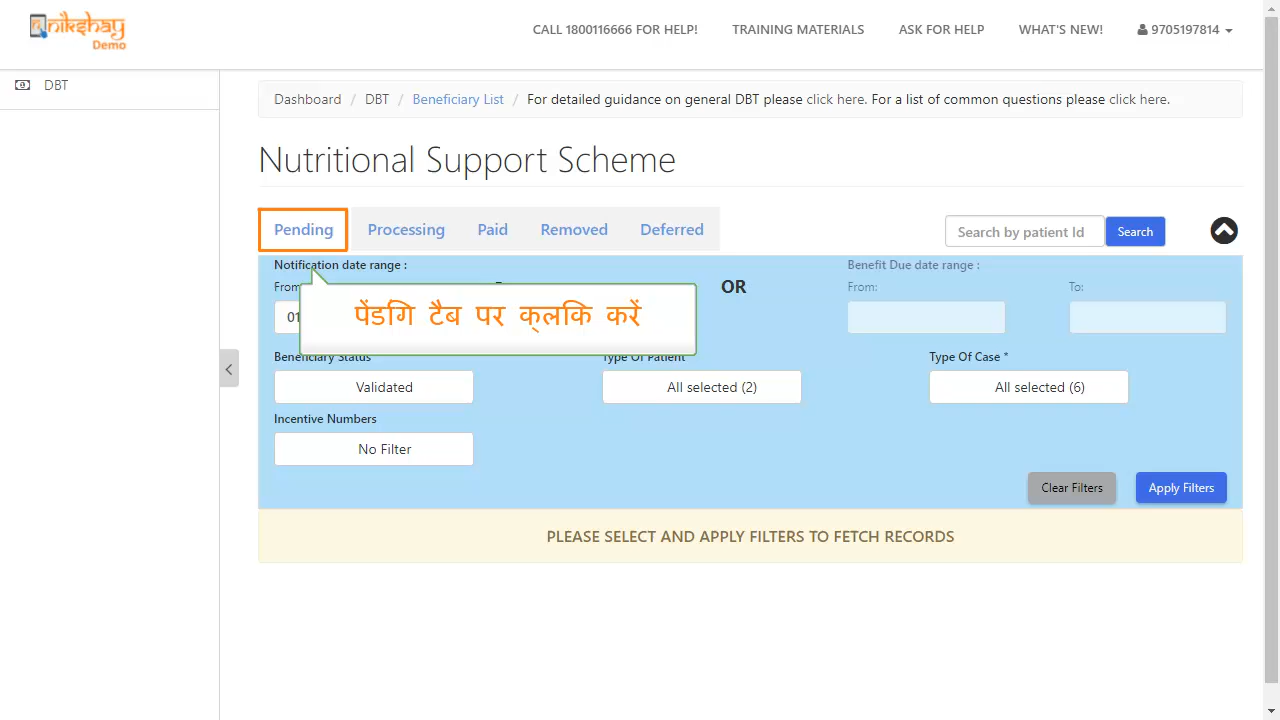 nikshay
Demo
CALL 1800116666 FOR HELP! TRAINING MATERIALS ASK FOR HELP WHAT'S NEW! 9705197814
DBT
Dashboard / DBT / Beneficiary List / For detailed guidance on general DBT please click here. For a list of common questions please click here.
Nutritional Support Scheme
Pending Processing Paid Removed Deferred Search by patient Id Search
Notification date range : Benefit Due date range :
From OR From: To:
01
पेंडिंग टैब पर क्लिक करें
Beneficiary Status Type Of Patient Type Of Case *
Validated All selected (2) All selected (6)
Incentive Numbers
No Filter
Clear Filters Apply Filters
PLEASE SELECT AND APPLY FILTERS TO FETCH RECORDS